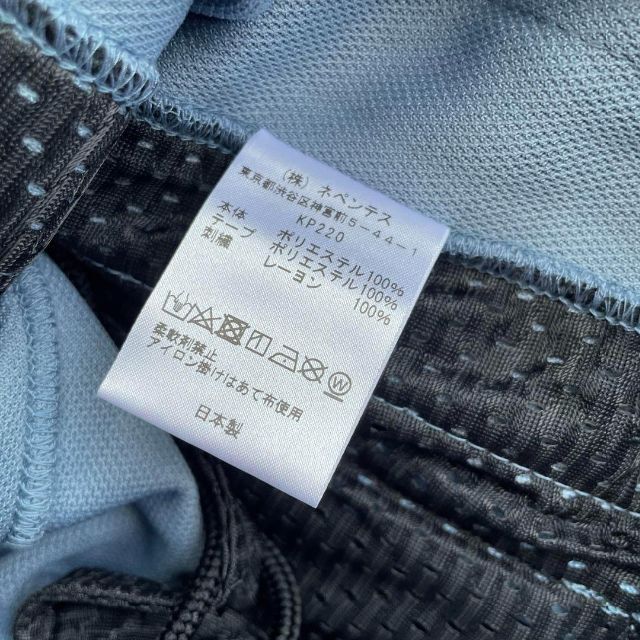 (株) ネペンテス
東京都渋谷区神宮前5-44-1
KP220
本体 ポリエステル100%
テープ ポリエステル100%
刺繍 レーヨン 100%
柔軟剤禁止
アイロン掛けはあて布使用
日本製